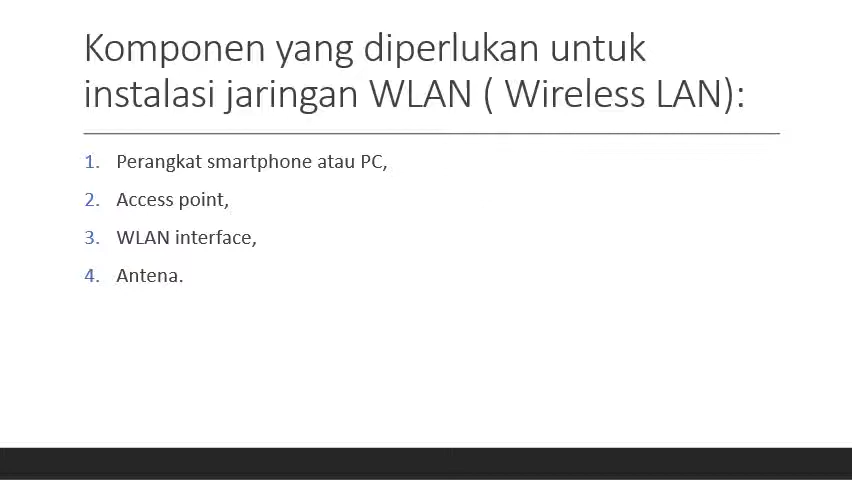 Komponen yang diperlukan untuk
instalasi jaringan WLAN ( Wireless LAN):
1. Perangkat smartphone atau PC,
2. Access point,
3. WLAN interface,
4. Antena.